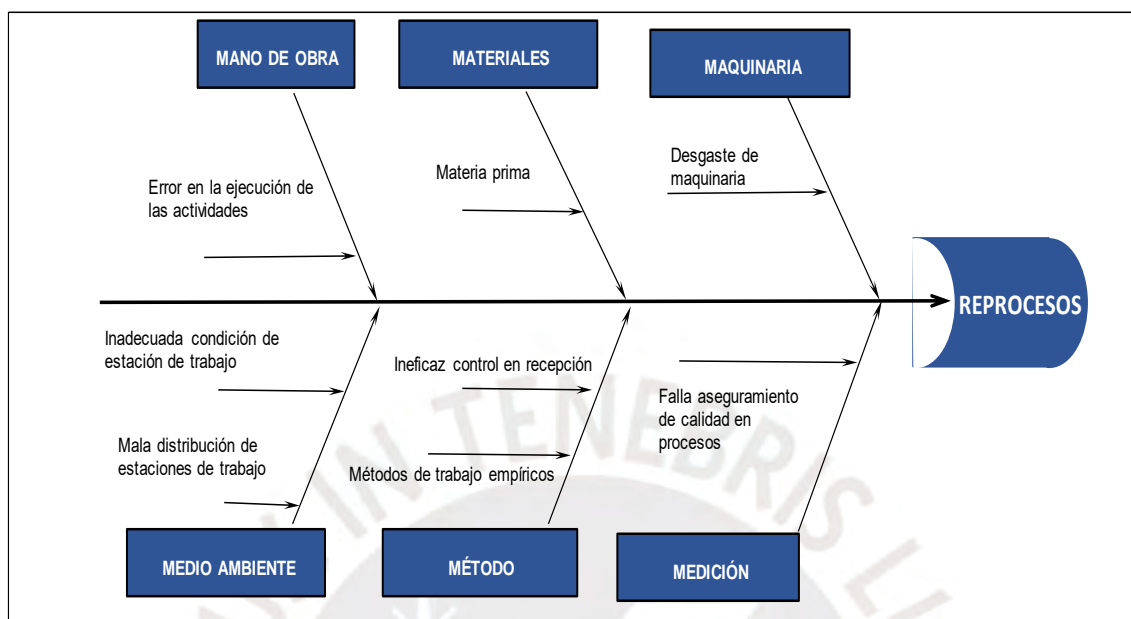 MANO DE OBRA
MATERIALES
MAQUINARIA
Error en la ejecución de
las actividades
Materia prima
Desgaste de
maquinaria
REPROCESOS
Inadecuada condición de
estación de trabajo
Mala distribución de
estaciones de trabajo
Ineficaz control en recepción
Métodos de trabajo empíricos
Falla aseguramiento
de calidad en
procesos
MEDIO AMBIENTE
MÉTODO
MEDICIÓN
IN TENEBRIS